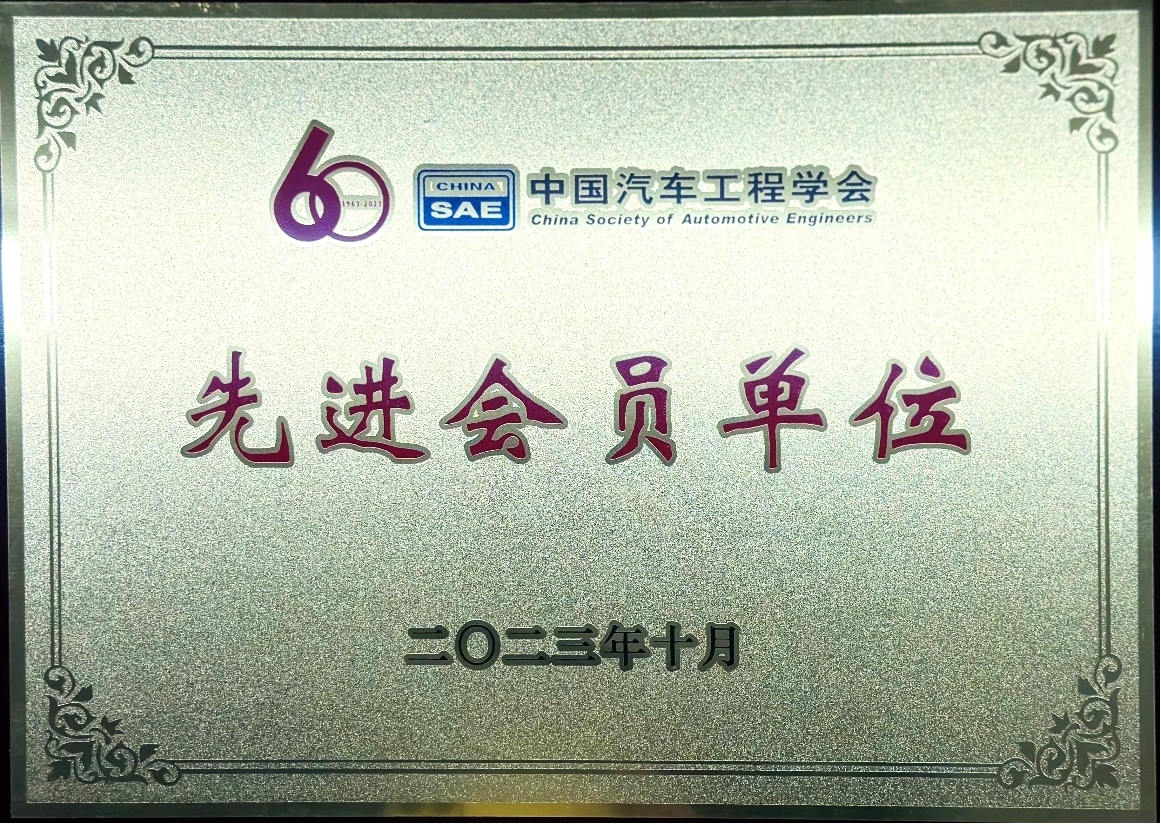 60 1963-2023
CHINA
SAE
中国汽车工程学会
China Society of Automotive Engineers
先进会员单位
二〇二三年十月